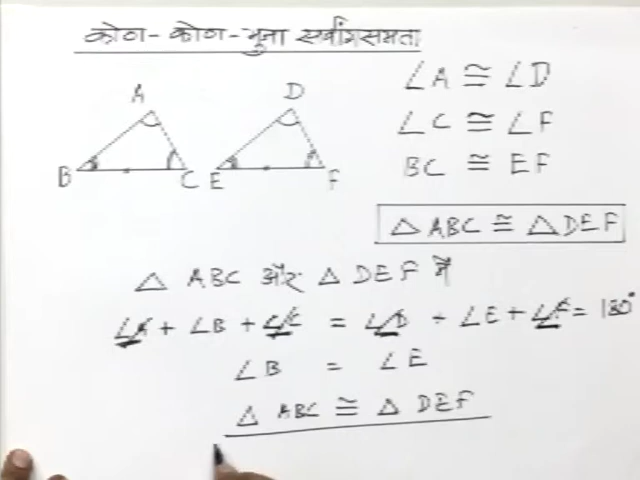 कोण-कोण-भुजा सर्वांगसमता
A
D
B
C
E
F
∠A ≅ ∠D
∠C ≅ ∠F
BC ≅ EF
△ ABC ≅ △ DEF
△ ABC और △ DEF में
∠A + ∠B + ∠C = ∠D + ∠E + ∠F = 180°
∠B = ∠E
△ ABC ≅ △ DEF